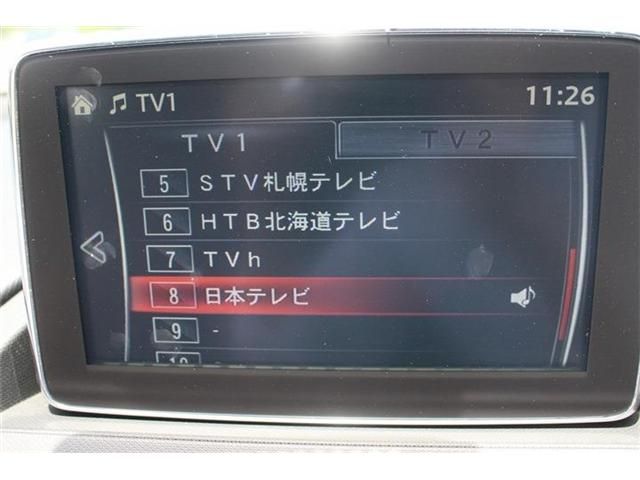 TV1 11:26
ＴＶ１ ＴＶ２
5 ＳＴＶ札幌テレビ
6 ＨＴＢ北海道テレビ
7 ＴＶｈ
8 日本テレビ
9 -
10